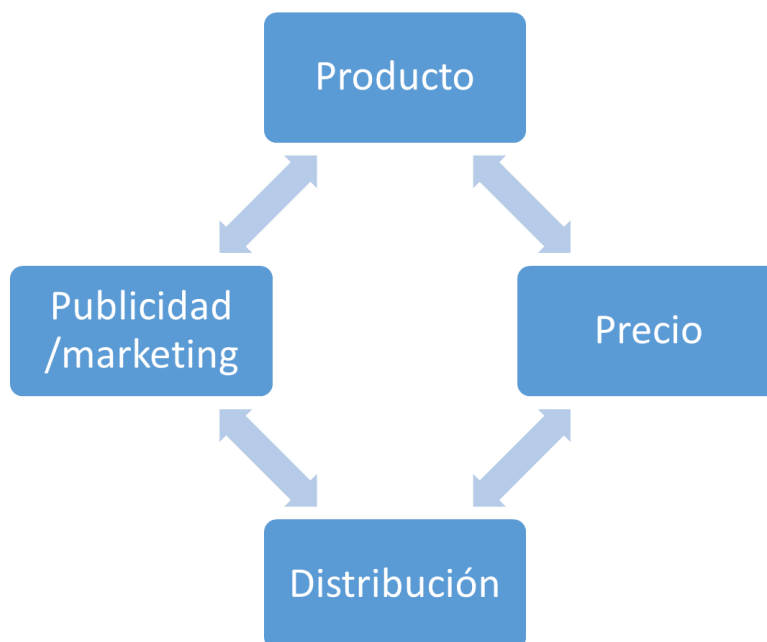 Producto
Publicidad
/marketing
Precio
Distribución